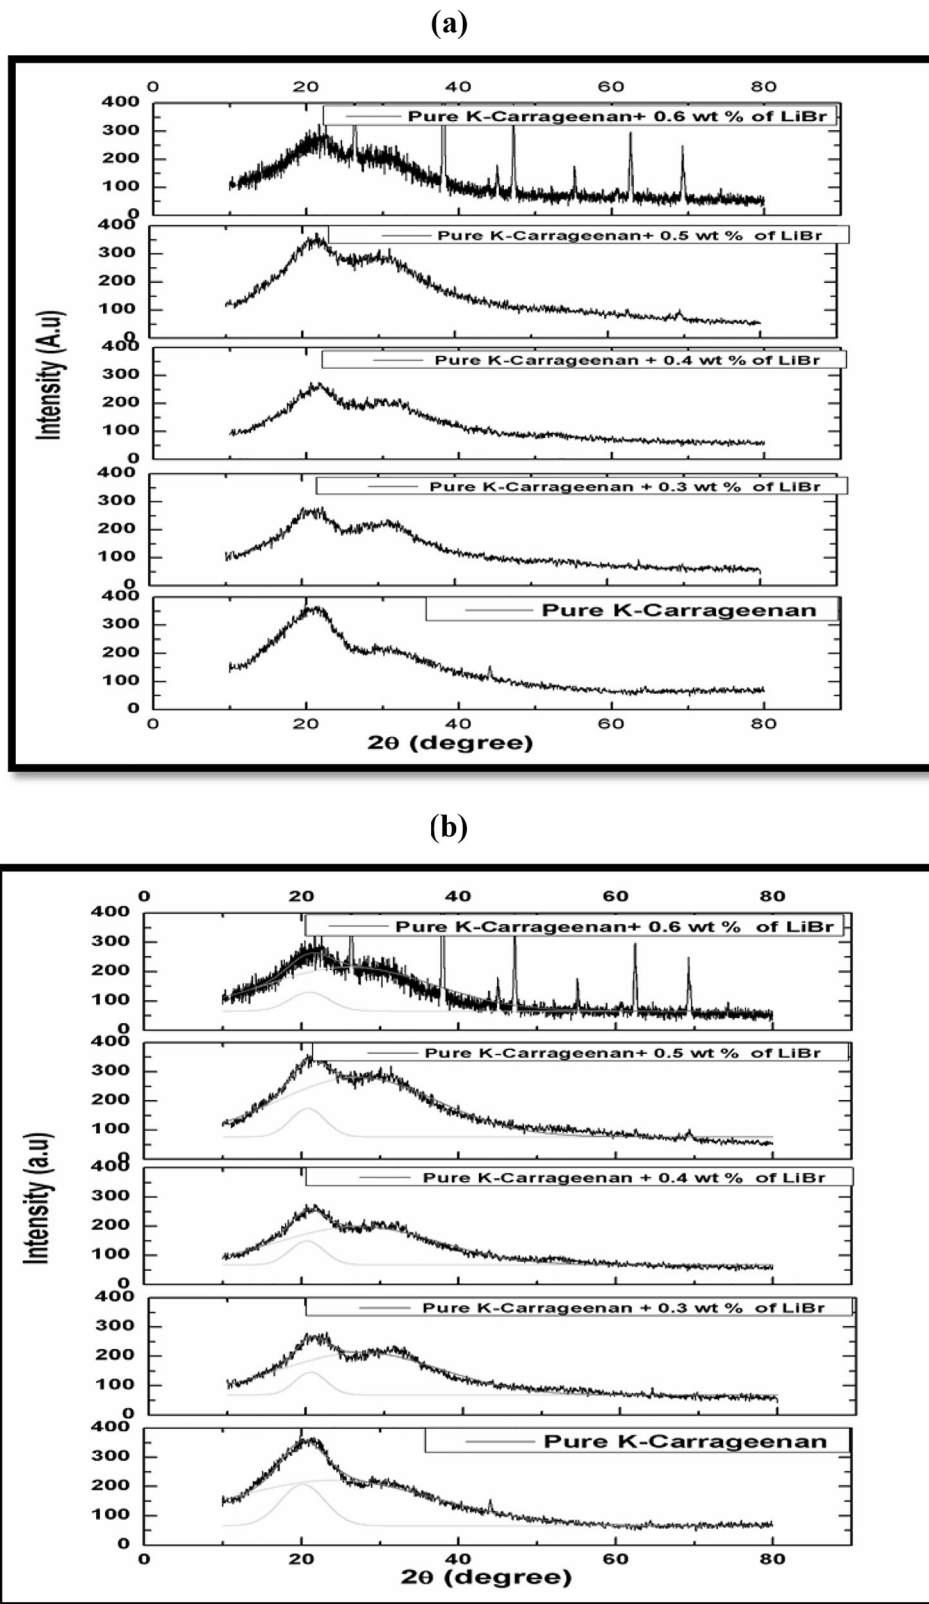 (a)
0 20 40 60 80
400
300
200
100
0
Pure K-Carrageenan+ 0.6 wt % of LiBr
400
300
200
100
0
Pure K-Carrageenan+ 0.5 wt % of LiBr
400
300
200
100
0
Pure K-Carrageenan + 0.4 wt % of LiBr
400
300
200
100
0
Pure K-Carrageenan + 0.3 wt % of LiBr
400
300
200
100
0
Pure K-Carrageenan
Intensity (A.u)
0 20 40 60 80
2θ (degree)
(b)
0 20 40 60 80
400
300
200
100
0
Pure K-Carrageenan+ 0.6 wt % of LiBr
400
300
200
100
0
Pure K-Carrageenan+ 0.5 wt % of LiBr
400
300
200
100
0
Pure K-Carrageenan + 0.4 wt % of LiBr
400
300
200
100
0
Pure K-Carrageenan + 0.3 wt % of LiBr
400
300
200
100
0
Pure K-Carrageenan
Intensity (a.u)
0 20 40 60 80
2θ (degree)